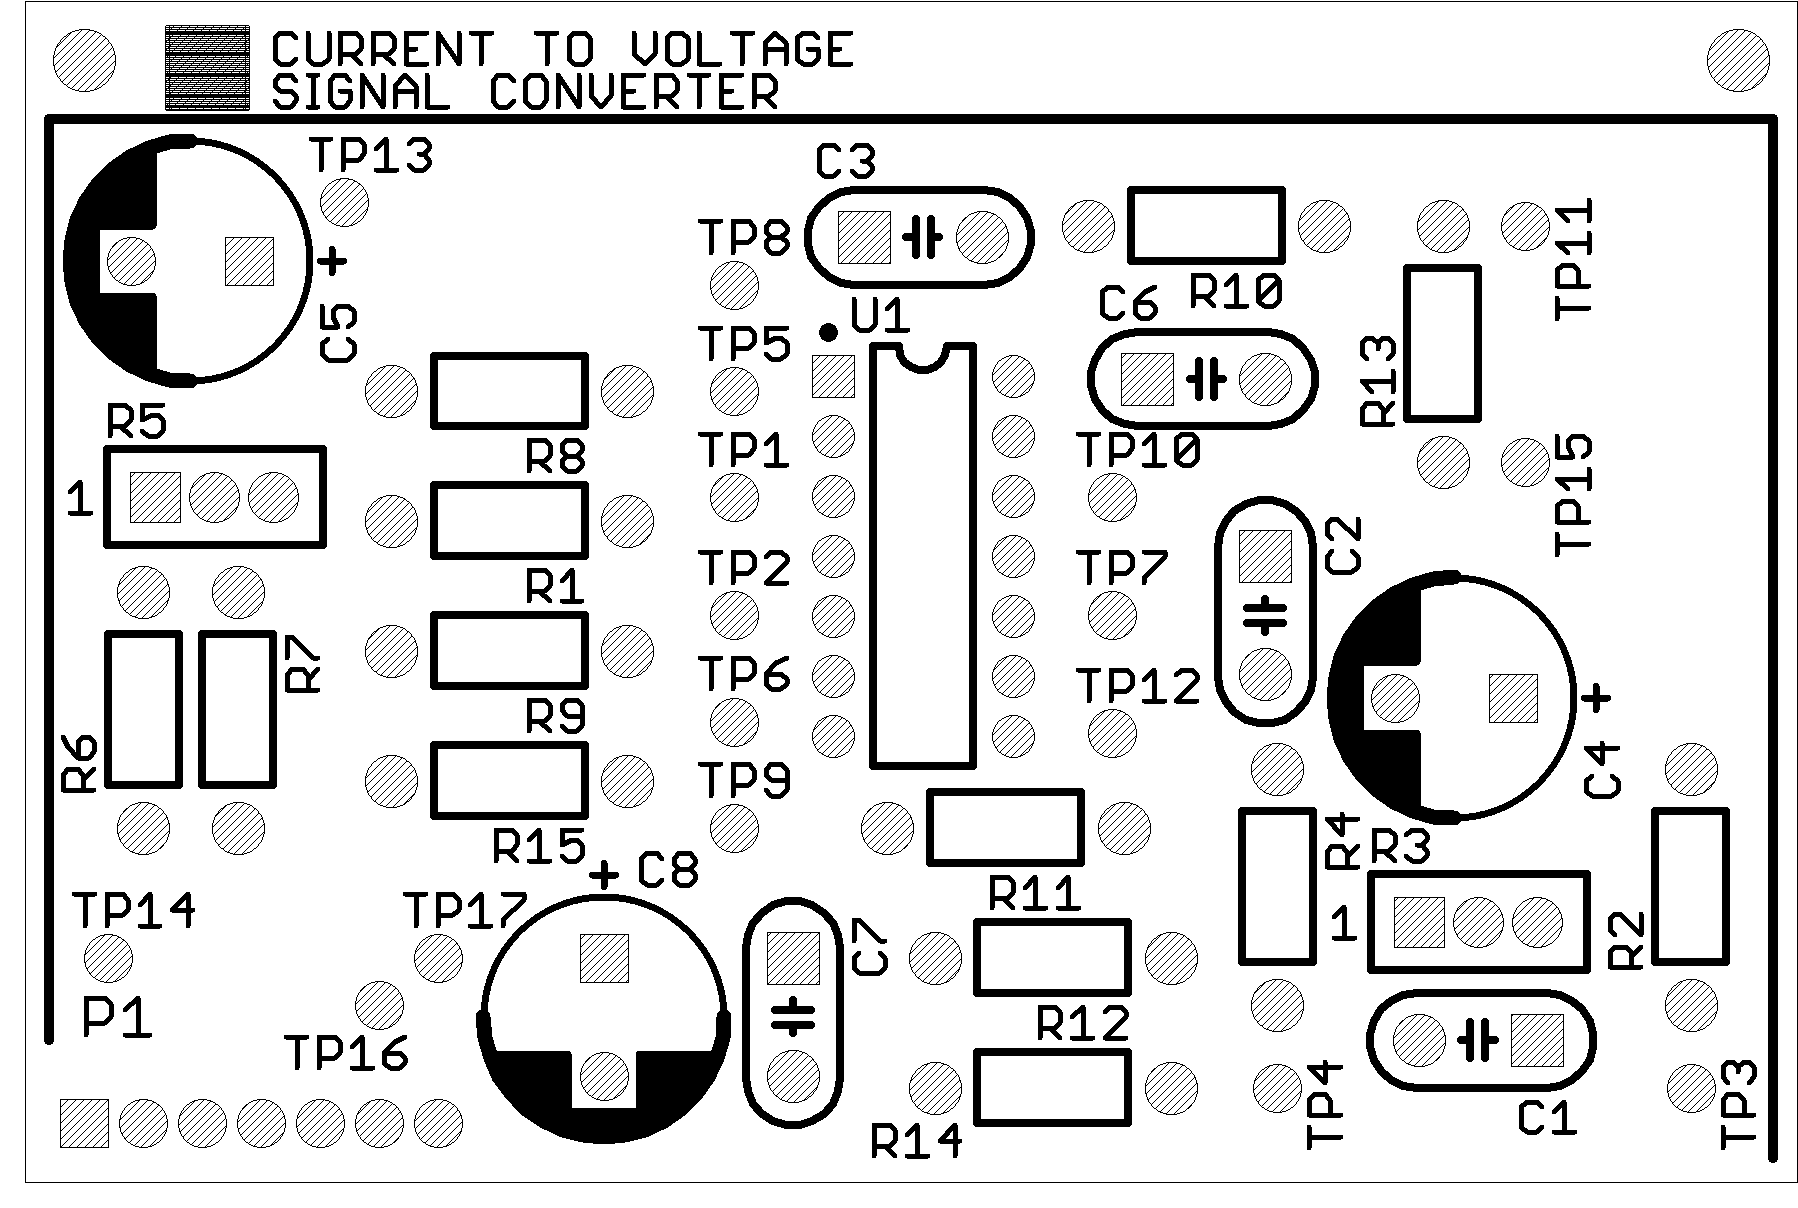 CURRENT TO VOLTAGE
SIGNAL CONVERTER
TP13
C3
TP8
TP11
+
R10
C6
U1
C5
TP5
R13
R5
R8
TP1
TP10
TP15
1
C2
R1
TP2
TP7
R7
TP6
TP12
+
R9
R6
C4
TP9
R15
R4
R3
+
C8
R11
TP14
TP17
C7
1
R2
P1
R12
TP16
TP4
TP3
C1
R14